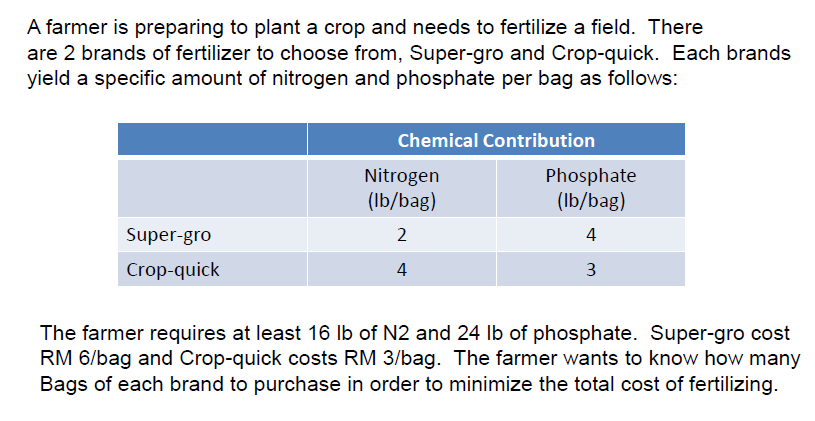 A farmer is preparing to plant a crop and needs to fertilize a field. There
are 2 brands of fertilizer to choose from, Super-gro and Crop-quick. Each brands
yield a specific amount of nitrogen and phosphate per bag as follows:
Chemical Contribution
Nitrogen Phosphate
(lb/bag) (lb/bag)
Super-gro 2 4
Crop-quick 4 3
The farmer requires at least 16 lb of N2 and 24 lb of phosphate. Super-gro cost
RM 6/bag and Crop-quick costs RM 3/bag. The farmer wants to know how many
Bags of each brand to purchase in order to minimize the total cost of fertilizing.